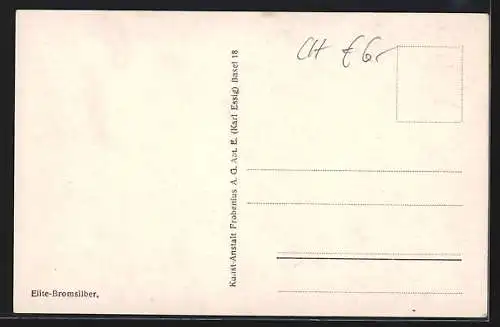 CH € 6,-
Kunst-Anstalt Frobenius A. G. Abt. E. (Karl Essig) Basel 18
Elite-Bromsilber.